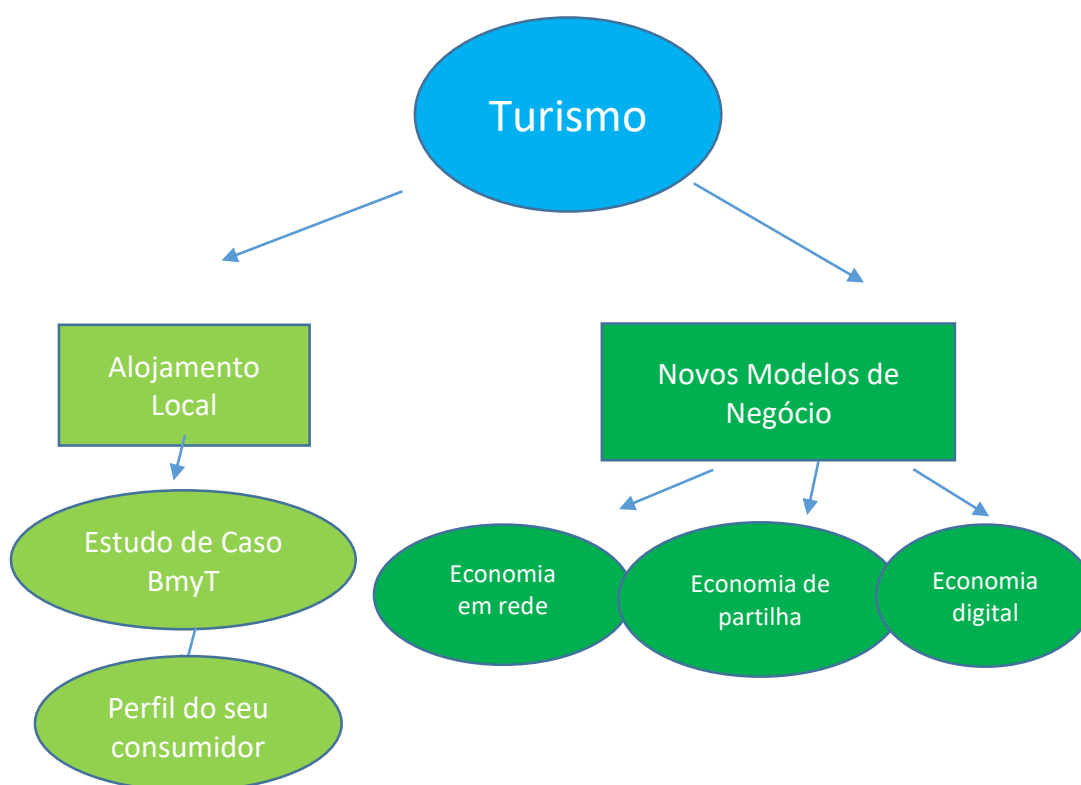 Turismo
Alojamento
Local
Novos Modelos de
Negócio
Estudo de Caso
BmyT
Economia
em rede
Economia de
partilha
Economia
digital
Perfil do seu
consumidor